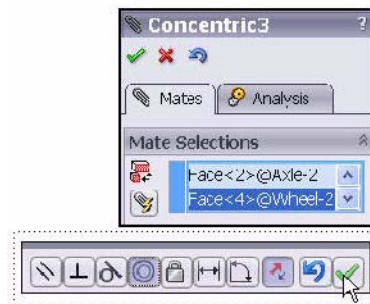 Concentric3 ?
Mates Analysis
Mate Selections
Face<2>@Axle-2
Face<4>@Wheel-2